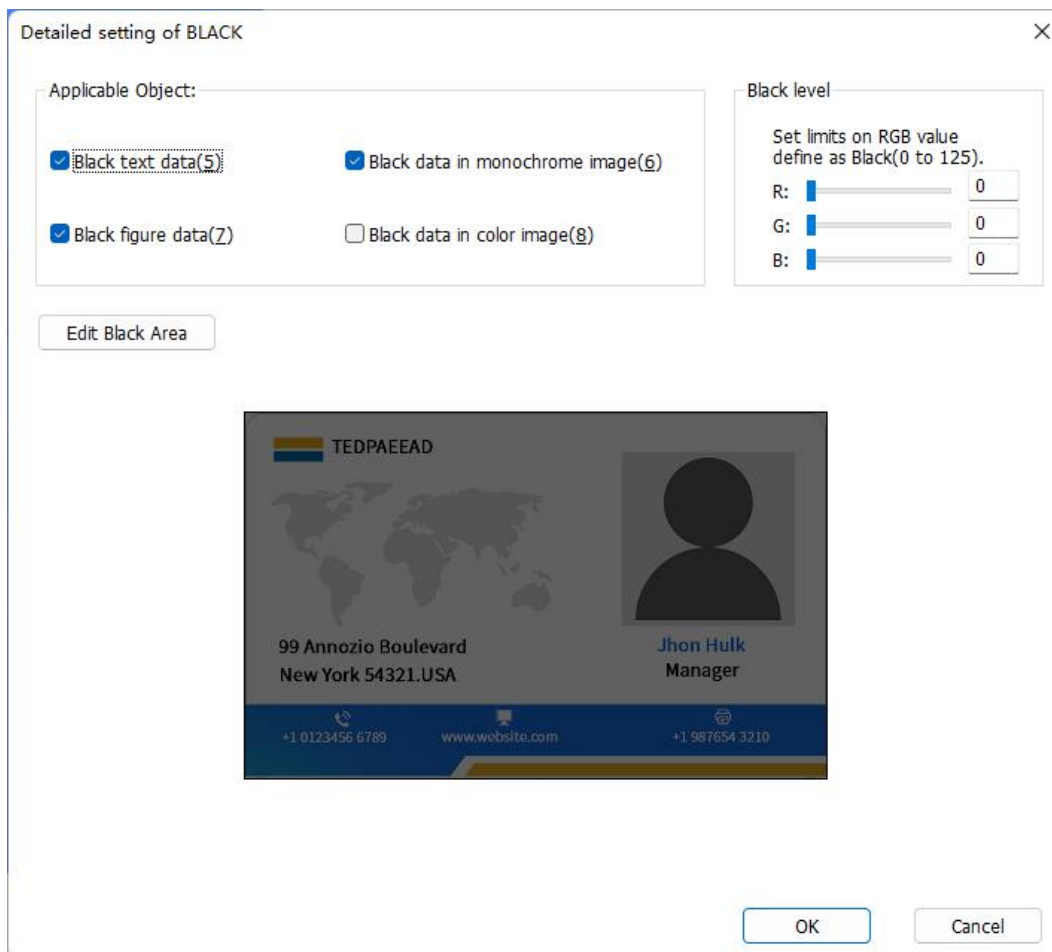 Detailed setting of BLACK
Applicable Object:
Black text data(5)
Black data in monochrome image(6)
Black figure data(7)
Black data in color image(8)
Black level
Set limits on RGB value
define as Black(0 to 125).
R: 0
G: 0
B: 0
Edit Black Area
TEDPAEEAD
99 Annozio Boulevard
New York 54321.USA
Jhon Hulk
Manager
+1 0123456 6789
www.website.com
+1 987654 3210
OK
Cancel